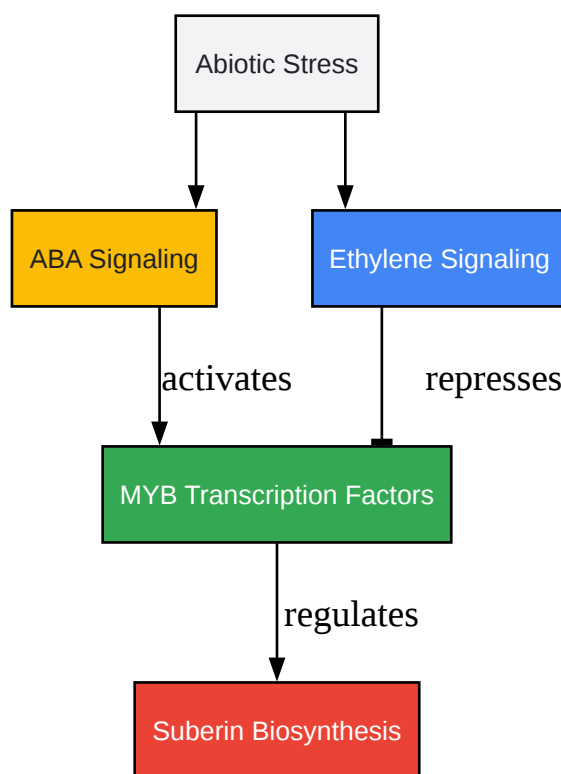 Abiotic Stress
ABA Signaling
Ethylene Signaling
activates
represses
MYB Transcription Factors
regulates
Suberin Biosynthesis